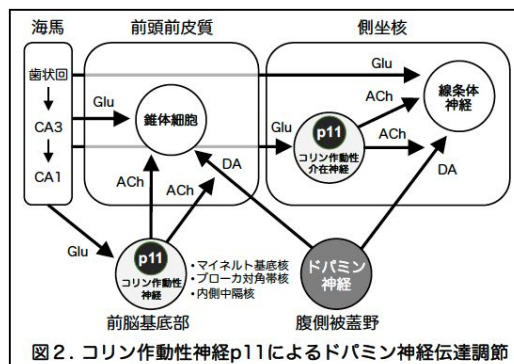 海馬
前頭前皮質
側坐核
歯状回
CA3
CA1
Glu
錐体細胞
Glu
Glu
p11
コリン作動性
介在神経
ACh
ACh
線条体
神経
ACh
ACh
DA
DA
Glu
p11
コリン作動性
神経
・マイネルト基底核
・ブローカ対角帯核
・内側中隔核
ドパミン
神経
前脳基底部
腹側被蓋野
図2. コリン作動性神経p11によるドパミン神経伝達調節